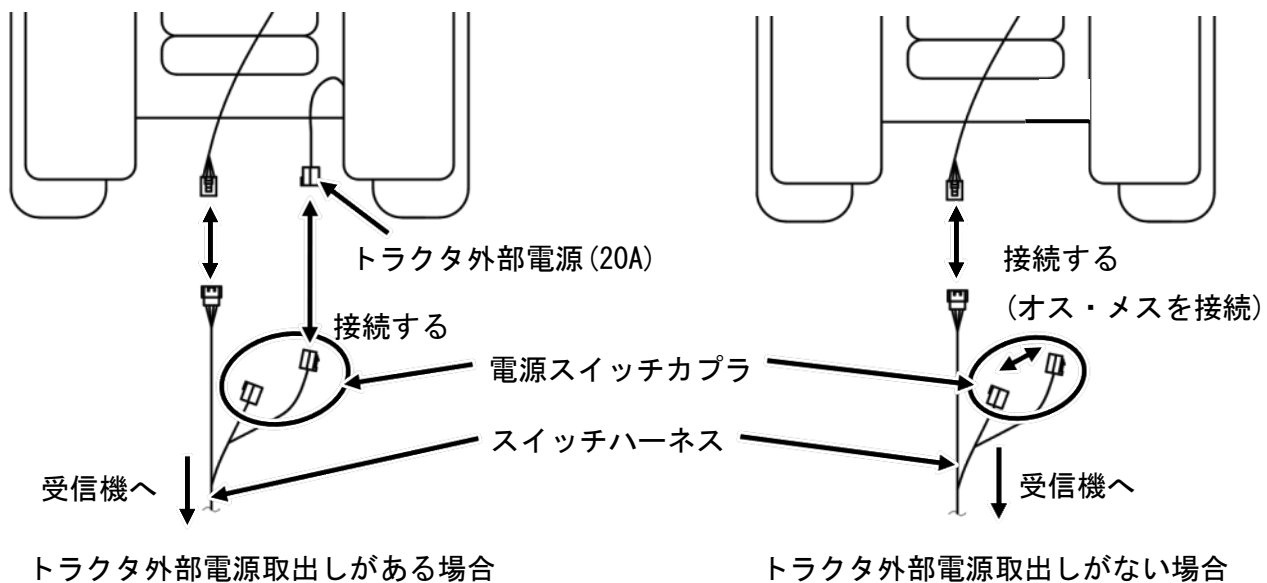 トラクタ外部電源(20A)
接続する
接続する
(オス・メスを接続)
電源スイッチカプラ
スイッチハーネス
受信機へ
受信機へ
トラクタ外部電源取出しがある場合
トラクタ外部電源取出しがない場合